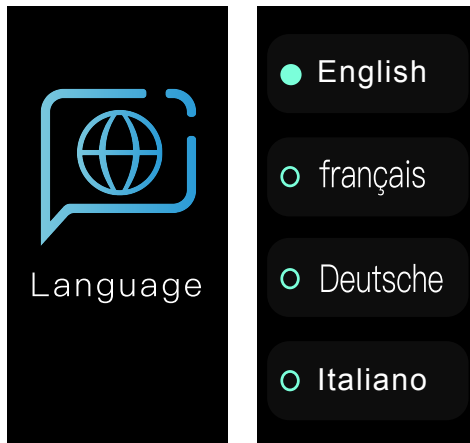 Language
English
français
Deutsche
Italiano